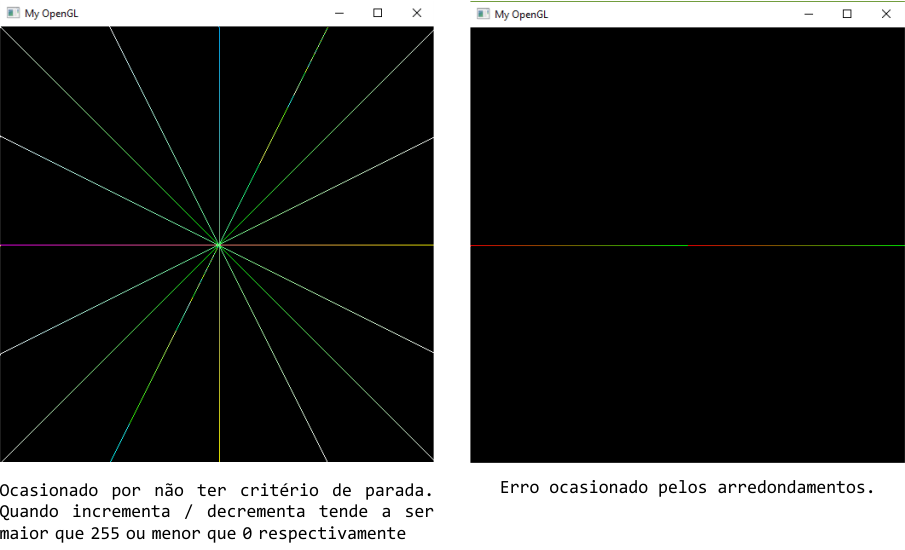 My OpenGL
My OpenGL
Ocasionado por não ter critério de parada.
Quando incrementa / decrementa tende a ser
maior que 255 ou menor que 0 respectivamente
Erro ocasionado pelos arredondamentos.